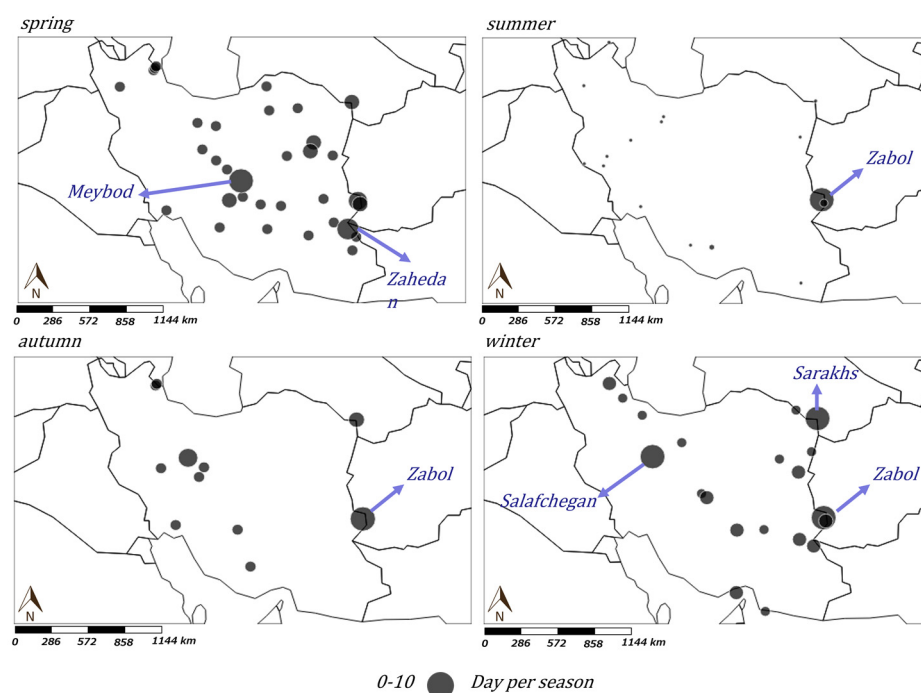 spring
summer
Meybod
Zabol
Zaheda
n
N
0 286 572 858 1144 km
N
0 286 572 858 1144 km
autumn
winter
Sarakhs
Zabol
Zabol
Salafchegan
N
0 286 572 858 1144 km
N
0 286 572 858 1144 km
0-10 Day per season